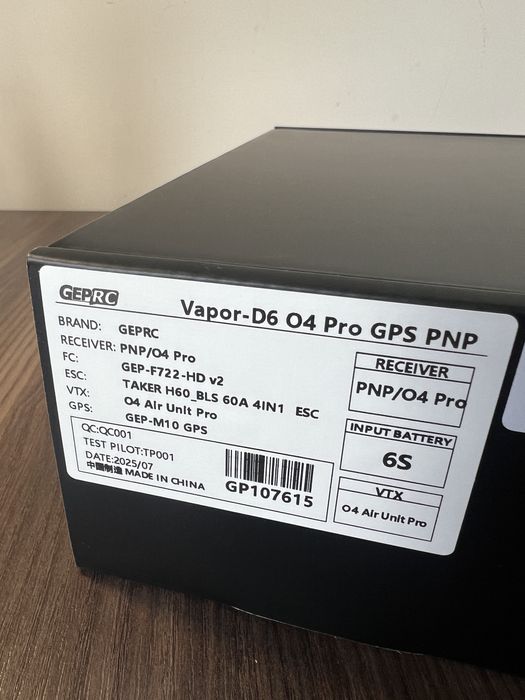 GEPRC
Vapor-D6 O4 Pro GPS PNP
BRAND: GEPRC
RECEIVER: PNP/O4 Pro
FC: GEP-F722-HD v2
ESC: TAKER H60_BLS 60A 4IN1 ESC
VTX: O4 Air Unit Pro
GPS: GEP-M10 GPS
QC:QC001
TEST PILOT:TP001
DATE:2025/07
中國制造 MADE IN CHINA
GP107615
RECEIVER
PNP/O4 Pro
INPUT BATTERY
6S
VTX
O4 Air Unit Pro